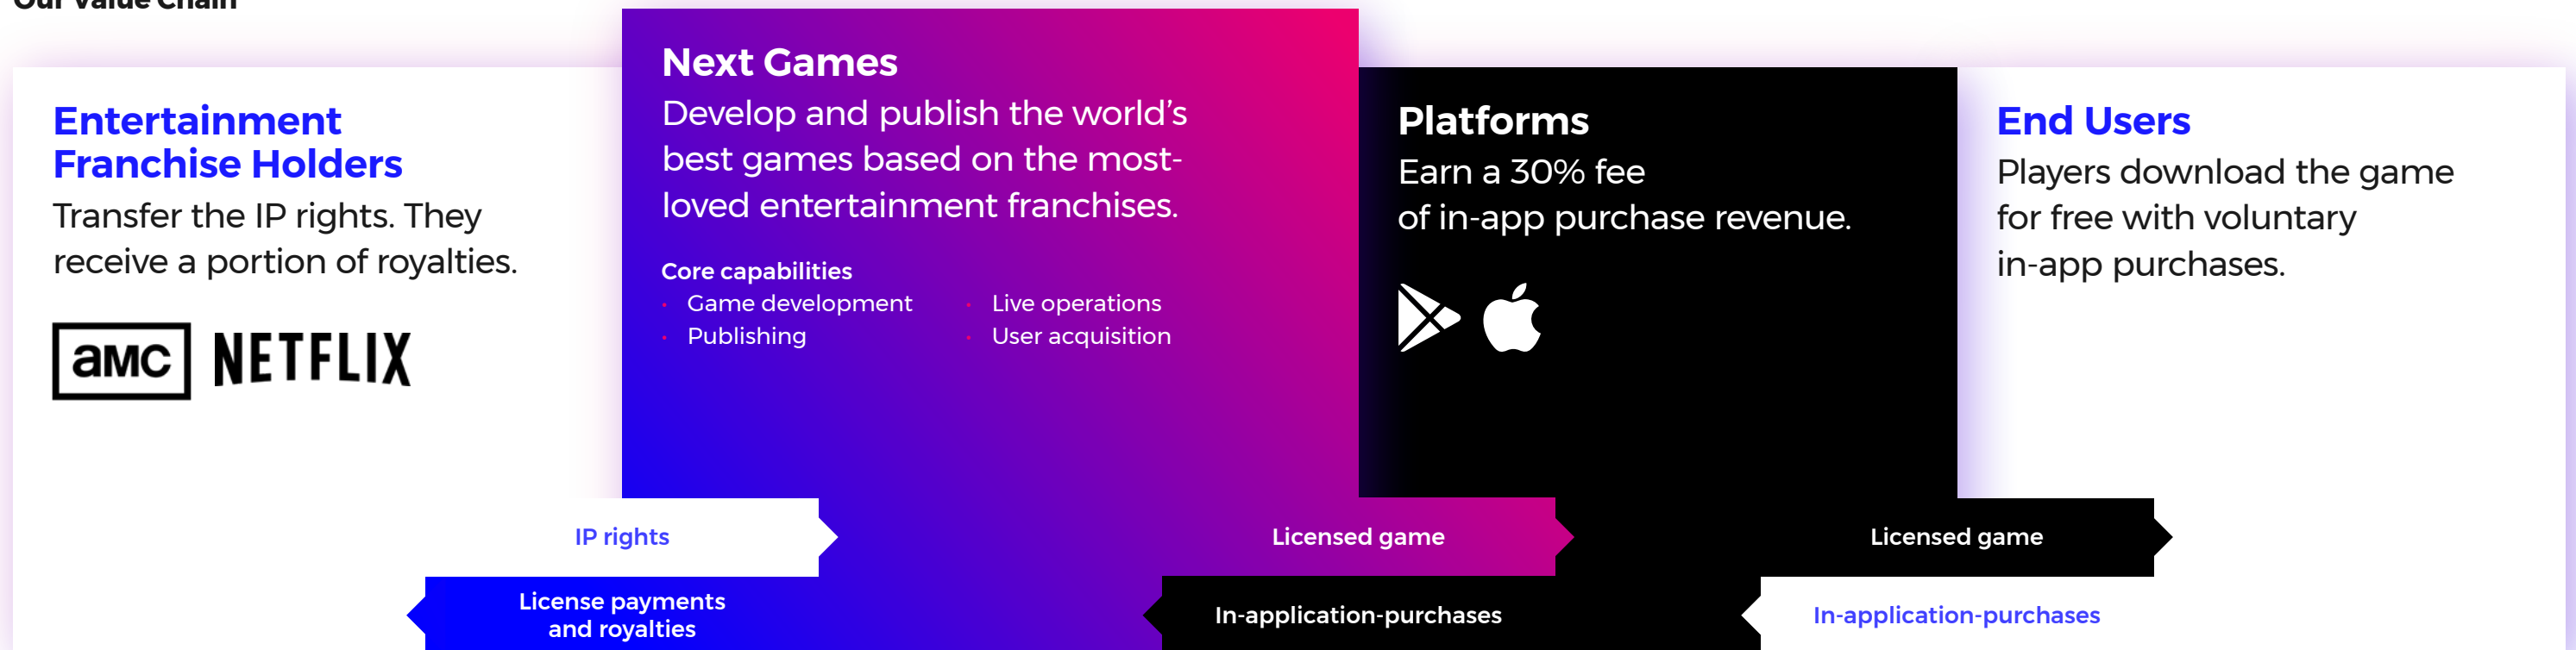 Our Value Chain
Entertainment
Franchise Holders
Transfer the IP rights. They
receive a portion of royalties.
aMC
NETFLIX
Next Games
Develop and publish the world’s
best games based on the most-
loved entertainment franchises.
Core capabilities
• Game development
• Publishing
• Live operations
• User acquisition
Platforms
Earn a 30% fee
of in-app purchase revenue.
End Users
Players download the game
for free with voluntary
in-app purchases.
IP rights
Licensed game
Licensed game
License payments
and royalties
In-application-purchases
In-application-purchases